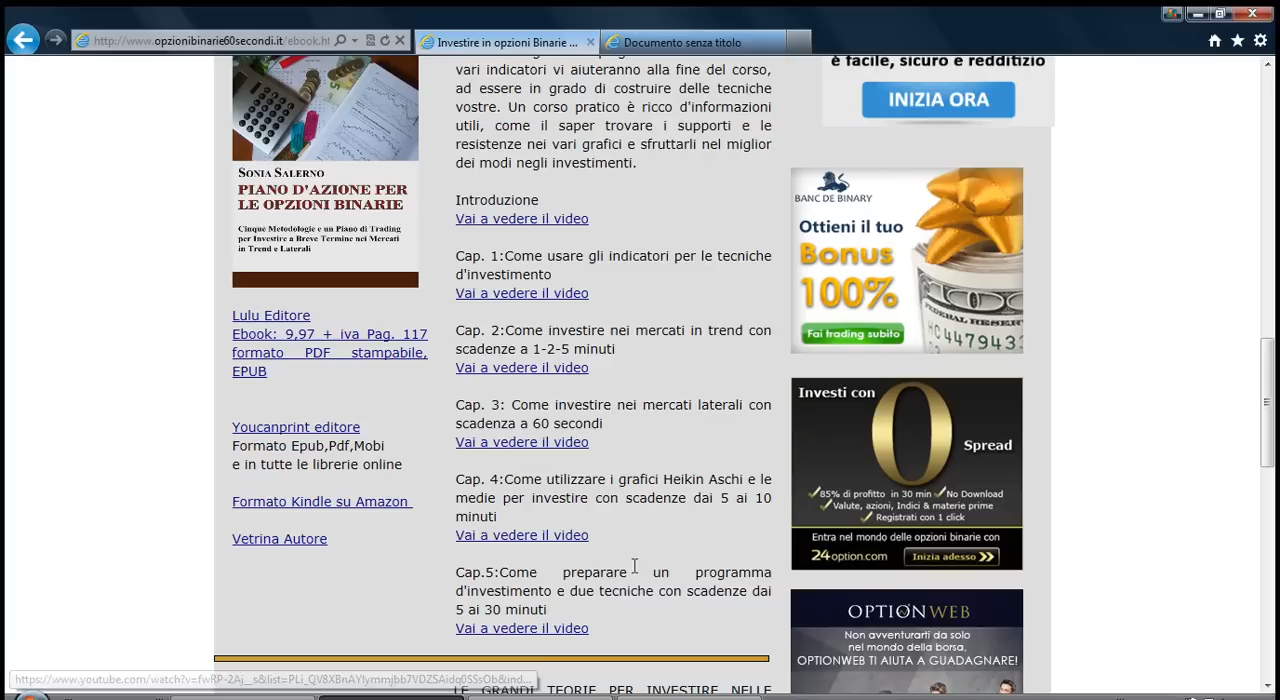 http://www.opzionibinarie60secondi.it/ebook.ht
Investire in opzioni Binarie ...
Documento senza titolo
vari indicatori vi aiuteranno alla fine del corso,
ad essere in grado di costruire delle tecniche
vostre. Un corso pratico è ricco d'informazioni
utili, come il saper trovare i supporti e le
resistenze nei vari grafici e sfruttarli nel miglior
dei modi negli investimenti.
Introduzione
Vai a vedere il video
Cap. 1:Come usare gli indicatori per le tecniche
d'investimento
Vai a vedere il video
Cap. 2:Come investire nei mercati in trend con
scadenze a 1-2-5 minuti
Vai a vedere il video
Cap. 3: Come investire nei mercati laterali con
scadenza a 60 secondi
Vai a vedere il video
Cap. 4:Come utilizzare i grafici Heikin Aschi e le
medie per investire con scadenze dai 5 ai 10
minuti
Vai a vedere il video
Cap.5:Come preparare un programma
d'investimento e due tecniche con scadenze dai
5 ai 30 minuti
Vai a vedere il video
LE GRANDI TEORIE PER INVESTIRE NELLE
SONIA SALERNO
PIANO D'AZIONE PER
LE OPZIONI BINARIE
Cinque Metodologie e un Piano di Trading
per Investire a Breve Termine nei Mercati
in Trend e Laterali
Lulu Editore
Ebook: 9,97 + iva Pag. 117
formato PDF stampabile,
EPUB
Youcanprint editore
Formato Epub,Pdf,Mobi
e in tutte le librerie online
Formato Kindle su Amazon
Vetrina Autore
è facile, sicuro e redditizio
INIZIA ORA
BANC DE BINARY
Ottieni il tuo
Bonus
100%
Fai trading subito
Investi con
0
Spread
85% di profitto in 30 min No Download
Valute, azioni, Indici & materie prime
Registrati con 1 click
Entra nel mondo delle opzioni binarie con
24option.com Inizia adesso
OPTIONWEB
Non avventurarti da solo
nel mondo della borsa,
OPTIONWEB TI AIUTA A GUADAGNARE!